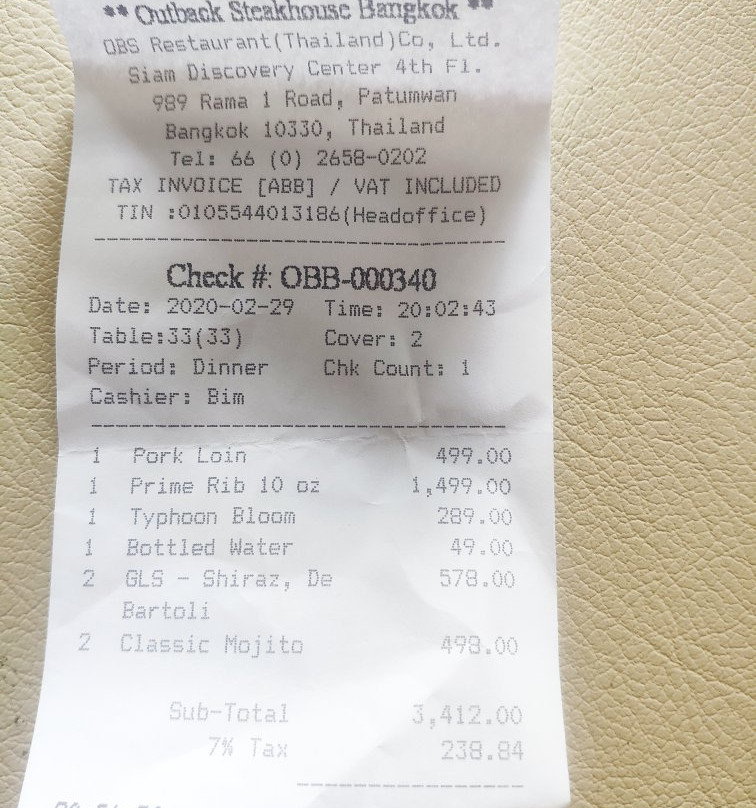 ** Outback Steakhouse Bangkok **
OBS Restaurant(Thailand)Co, Ltd.
Siam Discovery Center 4th Fl.
989 Rama 1 Road, Patumwan
Bangkok 10330, Thailand
Tel: 66 (0) 2658-0202
TAX INVOICE [ABB] / VAT INCLUDED
TIN :0105544013186(Headoffice)
Check #: OBB-000340
Date: 2020-02-29 Time: 20:02:43
Table:33(33) Cover: 2
Period: Dinner Chk Count: 1
Cashier: Bim
1 Pork Loin 499.00
1 Prime Rib 10 oz 1,499.00
1 Typhoon Bloom 289.00
1 Bottled Water 49.00
2 GLS - Shiraz, De 578.00
Bartoli
2 Classic Mojito 498.00
Sub-Total 3,412.00
7% Tax 238.84